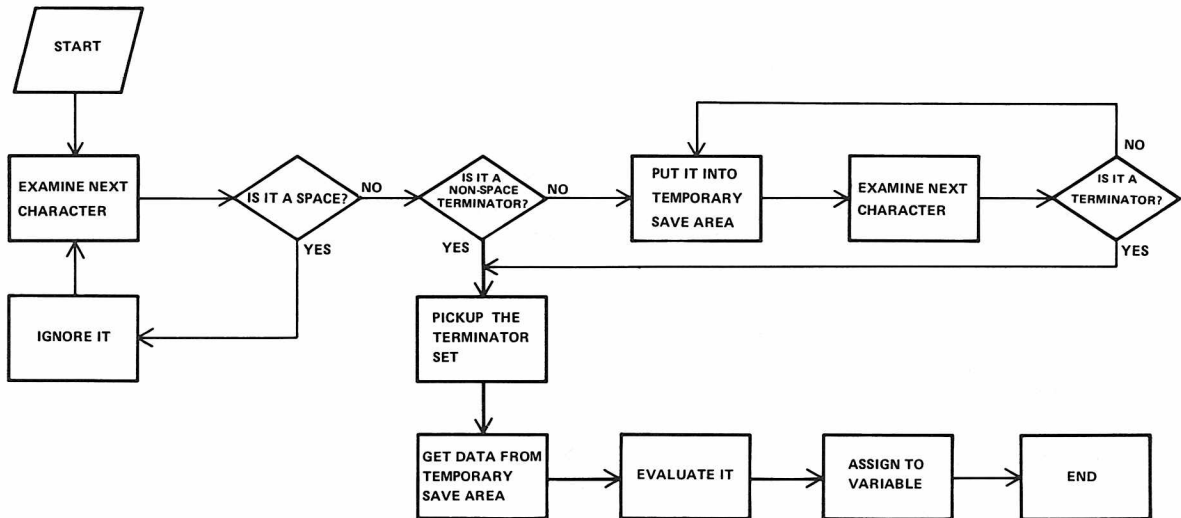 START
EXAMINE NEXT
CHARACTER
IS IT A SPACE?
NO
YES
IGNORE IT
IS IT A
NON-SPACE
TERMINATOR?
NO
YES
PUT IT INTO
TEMPORARY
SAVE AREA
EXAMINE NEXT
CHARACTER
IS IT A
TERMINATOR?
NO
YES
PICKUP THE
TERMINATOR
SET
GET DATA FROM
TEMPORARY
SAVE AREA
EVALUATE IT
ASSIGN TO
VARIABLE
END